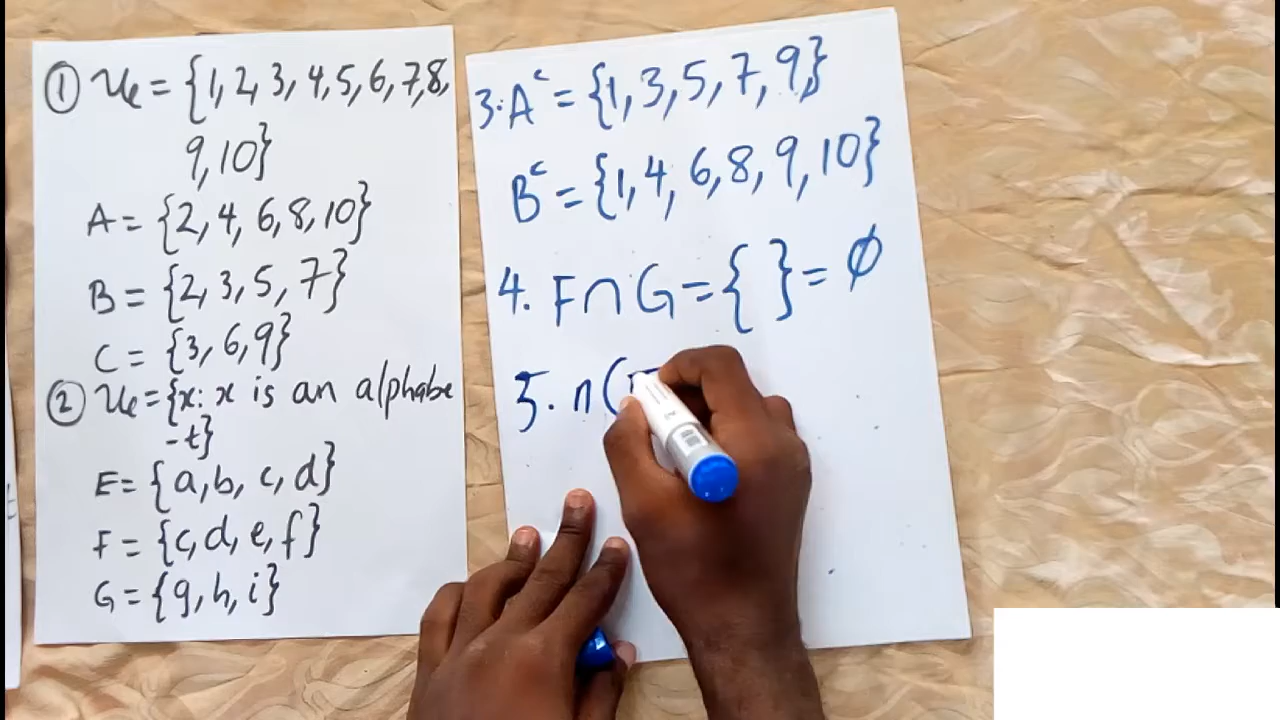 ① 𝒰 = {1, 2, 3, 4, 5, 6, 7, 8,
9, 10}
A = {2, 4, 6, 8, 10}
B = {2, 3, 5, 7}
C = {3, 6, 9}
② 𝒰 = {x: x is an alphabe
-t}
E = {a, b, c, d}
F = {c, d, e, f}
G = {g, h, i}
3. Aᶜ = {1, 3, 5, 7, 9}
Bᶜ = {1, 4, 6, 8, 9, 10}
4. F∩G = { } = ∅
5. n(